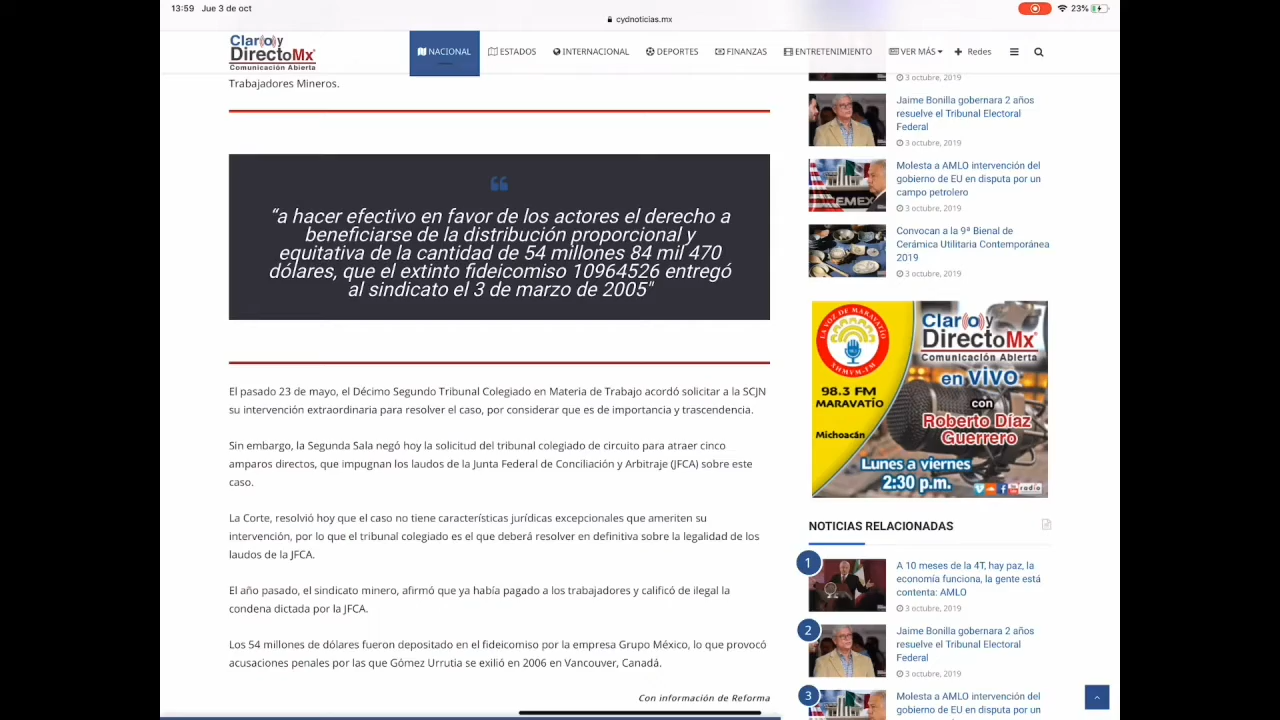 13:59 Jue 3 de oct
23%
cydnoticias.mx
Claro y
DirectoMx
Comunicación Abierta
NACIONAL ESTADOS INTERNACIONAL DEPORTES FINANZAS ENTRETENIMIENTO VER MÁS Redes
Trabajadores Mineros.
“a hacer efectivo en favor de los actores el derecho a
beneficiarse de la distribución proporcional y
equitativa de la cantidad de 54 millones 84 mil 470
dólares, que el extinto fideicomiso 10964526 entregó
al sindicato el 3 de marzo de 2005"
El pasado 23 de mayo, el Décimo Segundo Tribunal Colegiado en Materia de Trabajo acordó solicitar a la SCJN
su intervención extraordinaria para resolver el caso, por considerar que es de importancia y trascendencia.
Sin embargo, la Segunda Sala negó hoy la solicitud del tribunal colegiado de circuito para atraer cinco
amparos directos, que impugnan los laudos de la Junta Federal de Conciliación y Arbitraje (JFCA) sobre este
caso.
La Corte, resolvió hoy que el caso no tiene características jurídicas excepcionales que ameriten su
intervención, por lo que el tribunal colegiado es el que deberá resolver en definitiva sobre la legalidad de los
laudos de la JFCA.
El año pasado, el sindicato minero, afirmó que ya había pagado a los trabajadores y calificó de ilegal la
condena dictada por la JFCA.
Los 54 millones de dólares fueron depositado en el fideicomiso por la empresa Grupo México, lo que provocó
acusaciones penales por las que Gómez Urrutia se exilió en 2006 en Vancouver, Canadá.
Con información de Reforma
3 octubre, 2019
Jaime Bonilla gobernara 2 años
resuelve el Tribunal Electoral
Federal
3 octubre, 2019
Molesta a AMLO intervención del
gobierno de EU en disputa por un
campo petrolero
3 octubre, 2019
Convocan a la 9ª Bienal de
Cerámica Utilitaria Contemporánea
2019
3 octubre, 2019
LA VOZ DE MARAVATÍO
XHMVM-FM
98.3 FM
MARAVATÍO
Michoacán
Claro y
DirectoMx
Comunicación Abierta
en VIVO
con
Roberto Díaz
Guerrero
Lunes a viernes
2:30 p.m.
radio
NOTICIAS RELACIONADAS
1
A 10 meses de la 4T, hay paz, la
economía funciona, la gente está
contenta: AMLO
3 octubre, 2019
2
Jaime Bonilla gobernara 2 años
resuelve el Tribunal Electoral
Federal
3 octubre, 2019
3
Molesta a AMLO intervención del
gobierno de EU en disputa por un